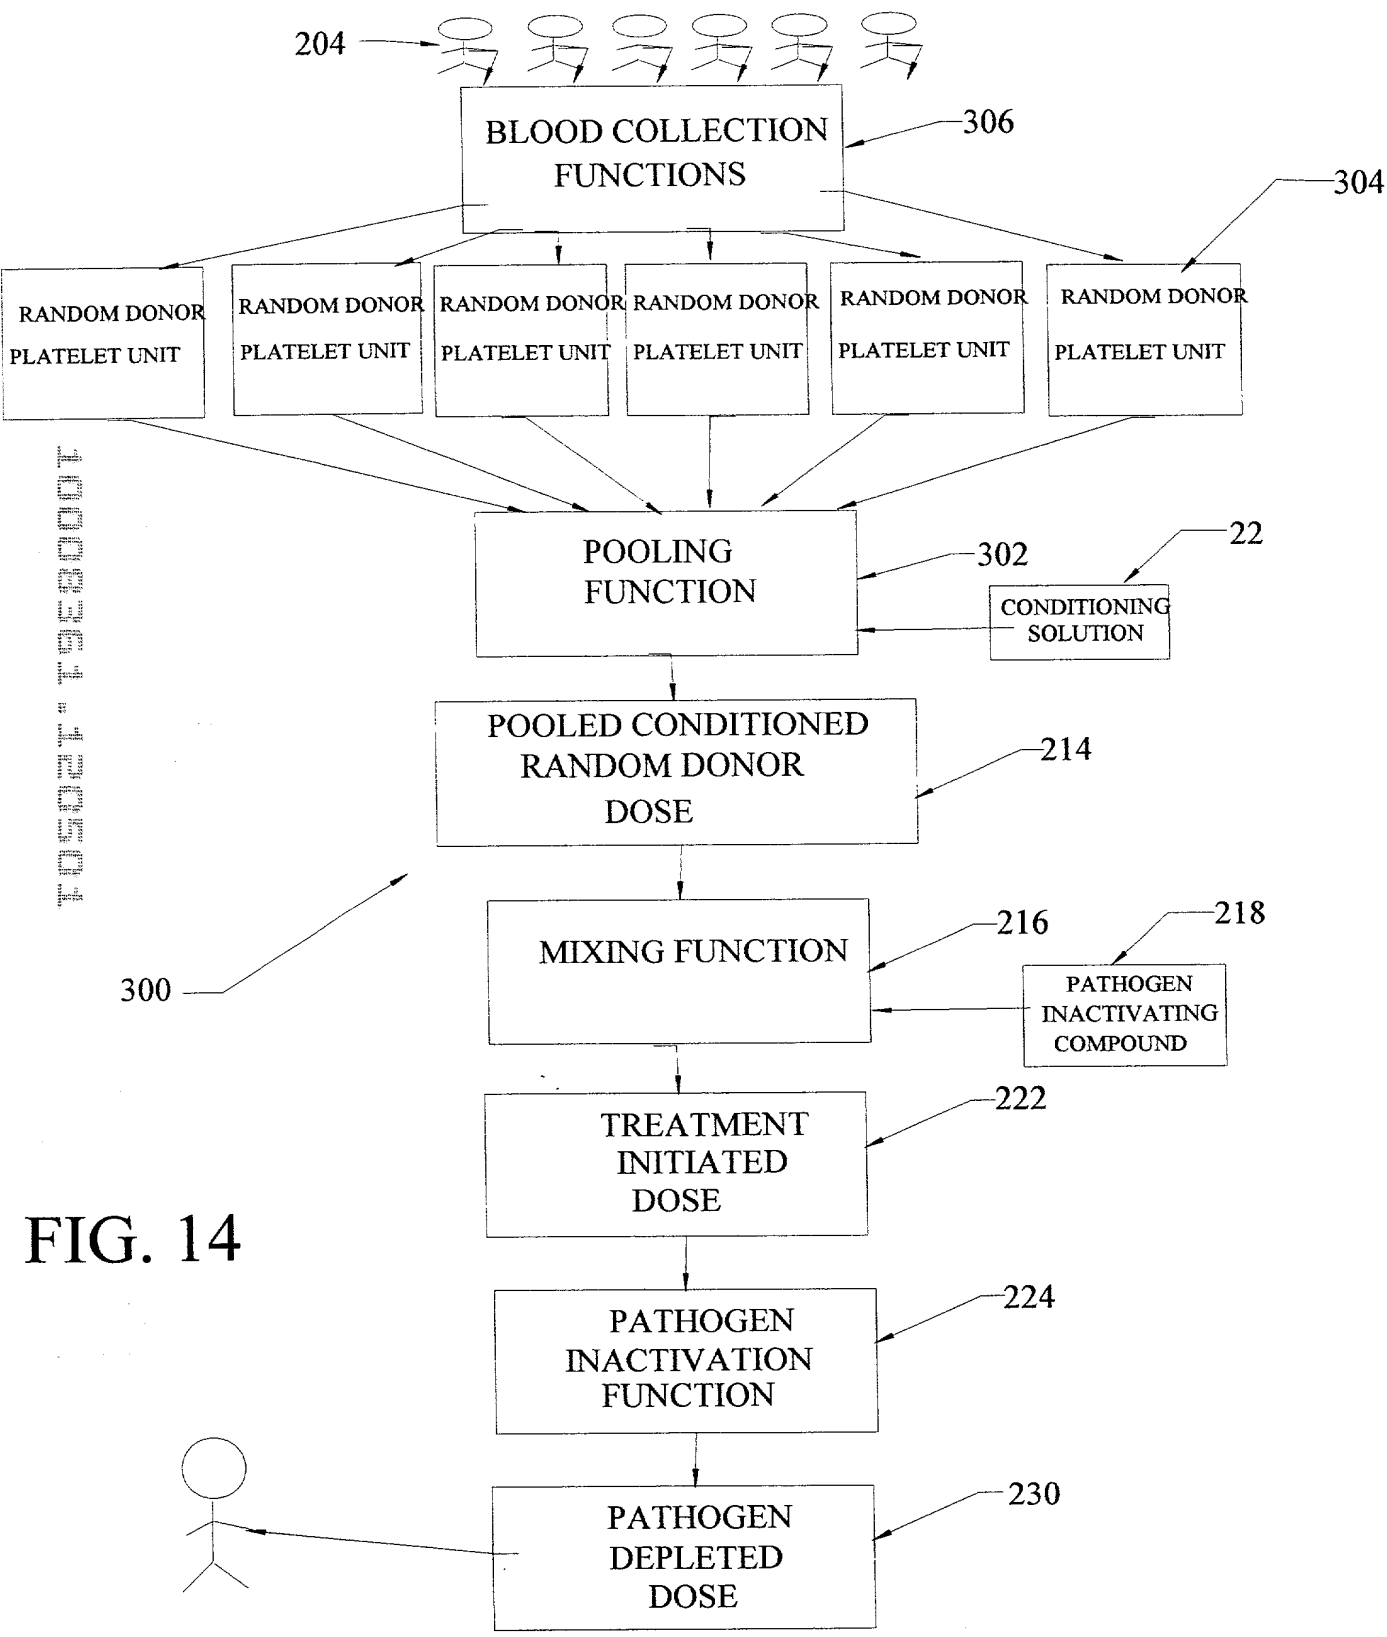 204
BLOOD COLLECTION
FUNCTIONS
306
304
RANDOM DONOR
PLATELET UNIT
RANDOM DONOR
PLATELET UNIT
RANDOM DONOR
PLATELET UNIT
RANDOM DONOR
PLATELET UNIT
RANDOM DONOR
PLATELET UNIT
RANDOM DONOR
PLATELET UNIT
POOLING
FUNCTION
302
22
CONDITIONING
SOLUTION
POOLED CONDITIONED
RANDOM DONOR
DOSE
214
300
MIXING FUNCTION
216
218
PATHOGEN
INACTIVATING
COMPOUND
TREATMENT
INITIATED
DOSE
222
FIG. 14
PATHOGEN
INACTIVATION
FUNCTION
224
PATHOGEN
DEPLETED
DOSE
230